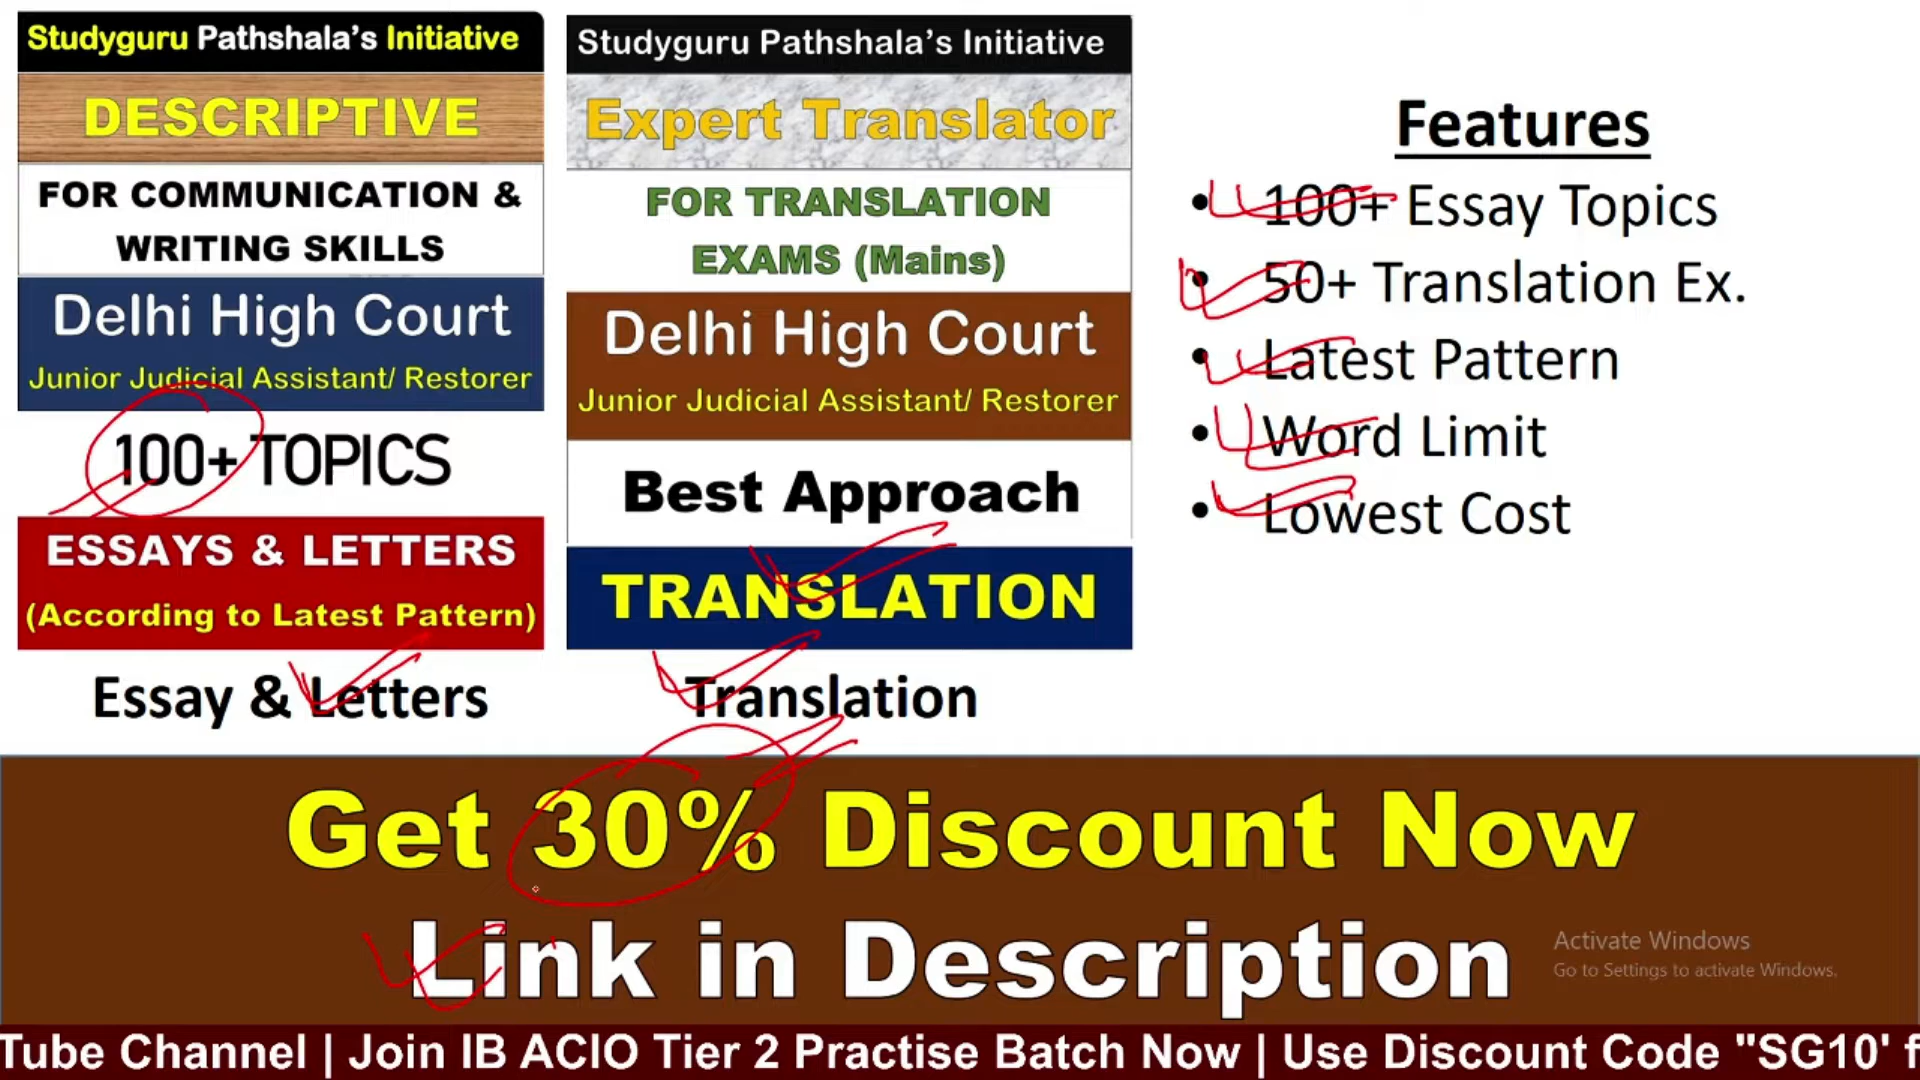 Studyguru Pathshala’s Initiative
DESCRIPTIVE
FOR COMMUNICATION &
WRITING SKILLS
Delhi High Court
Junior Judicial Assistant/ Restorer
100+ TOPICS
ESSAYS & LETTERS
(According to Latest Pattern)
Essay & Letters
Studyguru Pathshala’s Initiative
Expert Translator
FOR TRANSLATION
EXAMS (Mains)
Delhi High Court
Junior Judicial Assistant/ Restorer
Best Approach
TRANSLATION
Translation
Features
• 100+ Essay Topics
• 50+ Translation Ex.
• Latest Pattern
• Word Limit
• Lowest Cost
Get 30% Discount Now
Link in Description
Activate Windows
Go to Settings to activate Windows.
Tube Channel | Join IB ACIO Tier 2 Practise Batch Now | Use Discount Code "SG10' f